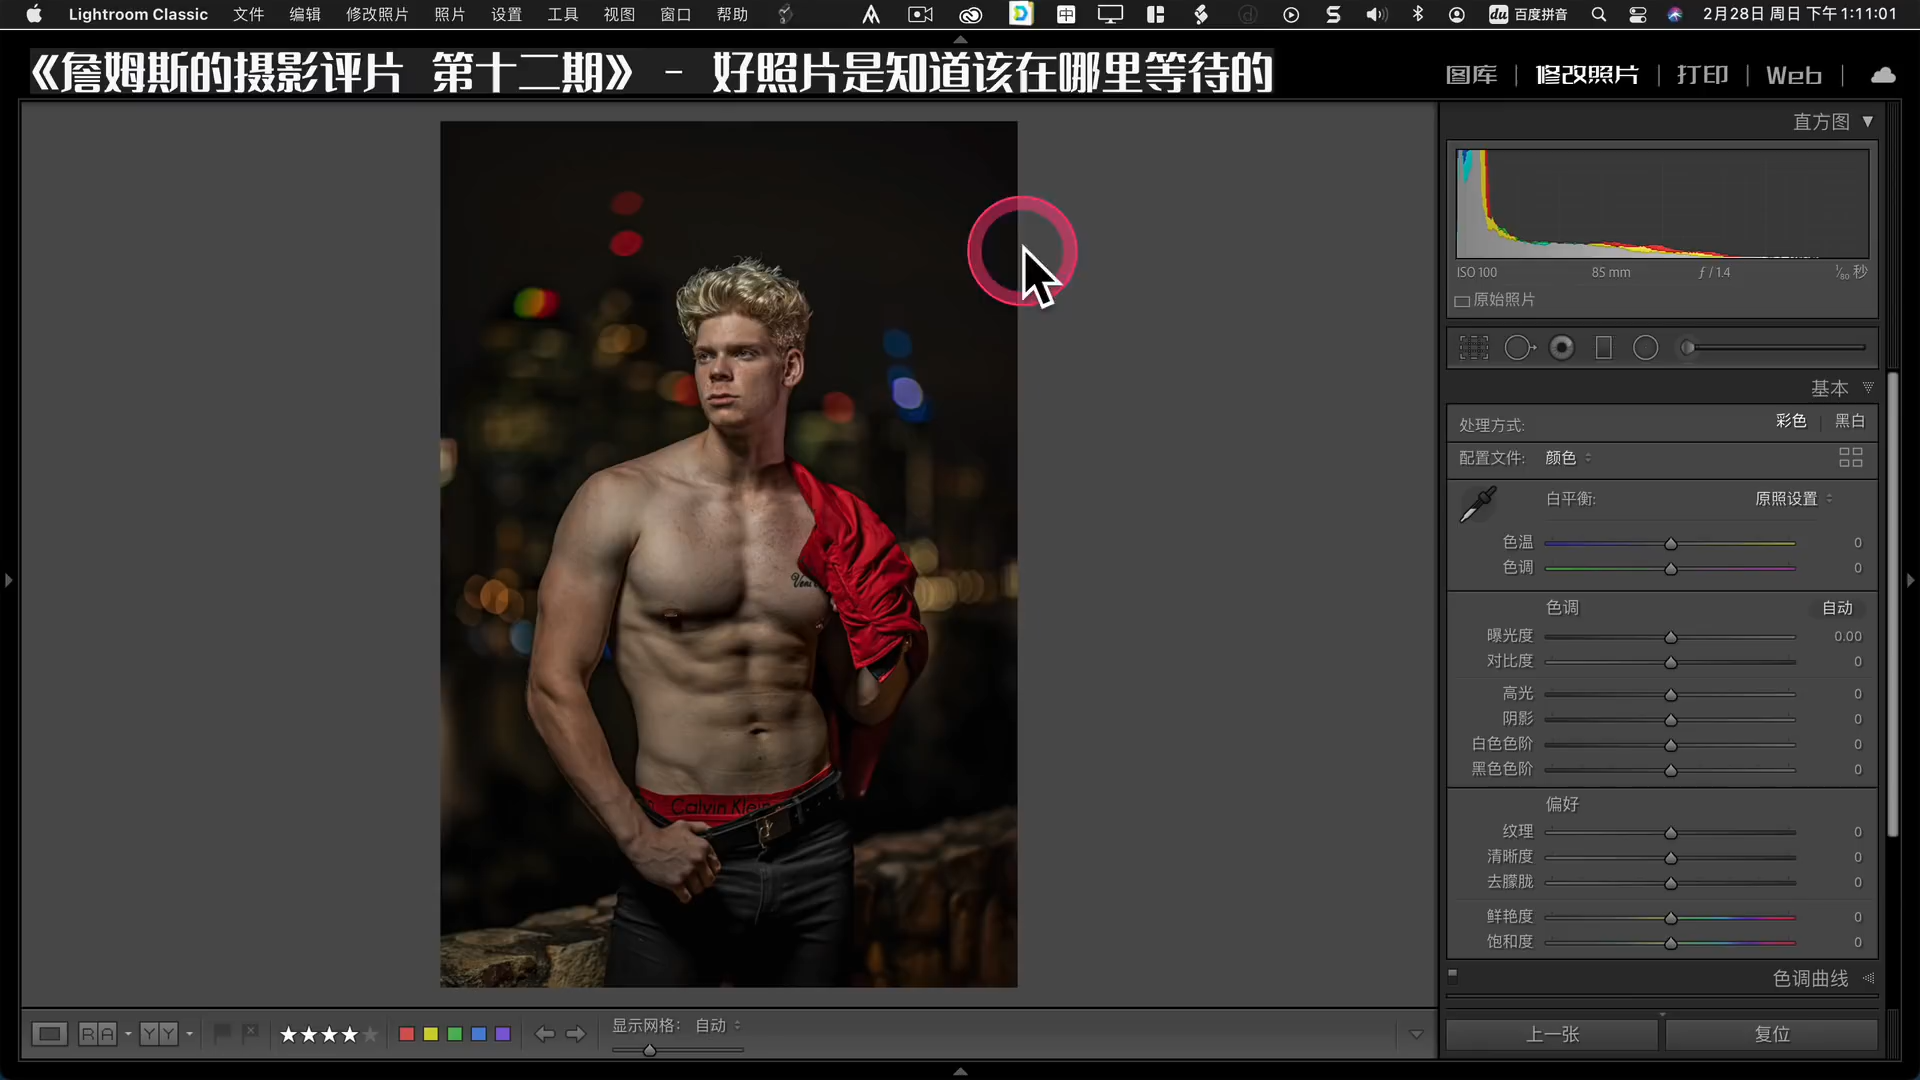 Lightroom Classic 文件 编辑 修改照片 照片 设置 工具 视图 窗口 帮助 中 du 百度拼音 2月28日 周日 下午1:11:01
《詹姆斯的摄影评片 第十二期》 - 好照片是知道该在哪里等待的
图库 | 修改照片 | 打印 | Web |
直方图
ISO 100 85 mm ƒ / 1.4 1/80 秒
原始照片
基本
处理方式: 彩色 黑白
配置文件: 颜色
白平衡: 原照设置
色温 0
色调 0
色调 自动
曝光度 0.00
对比度 0
高光 0
阴影 0
白色色阶 0
黑色色阶 0
偏好
纹理 0
清晰度 0
去朦胧 0
鲜艳度 0
饱和度 0
色调曲线
Calvin Klein
R A Y Y 显示网格: 自动
上一张 复位